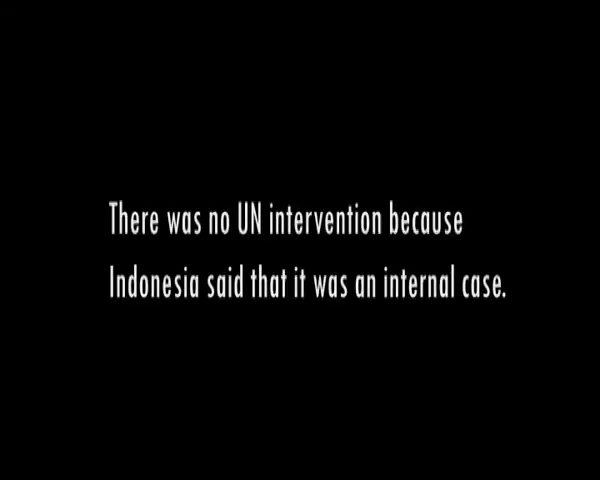 There was no UN intervention because
Indonesia said that it was an internal case.